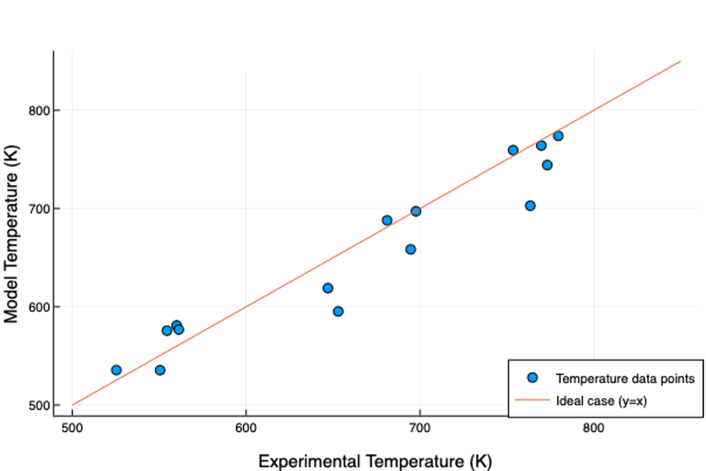 800
700
600
500
500 600 700 800
Model Temperature (K)
Experimental Temperature (K)
Temperature data points
Ideal case (y=x)